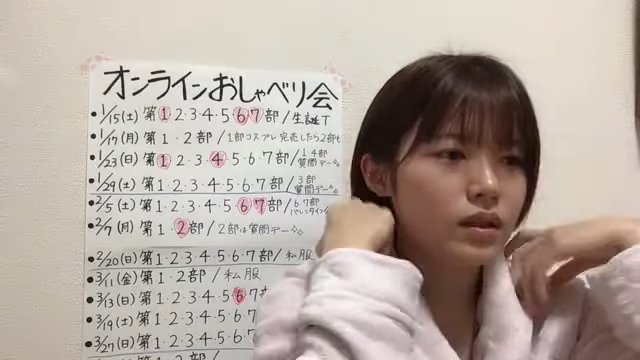 オンラインおしゃべり会
• 1/15(土) 第1・2・3・4・5・6・7部/生誕T
• 1/17(月) 第1・2部/1部コスプレ 完売したら2部も
• 1/23(日) 第1・2・3・4・5・6・7部/1・4部 質問デー
• 1/29(土) 第1・2・3・4・5・6・7部/3部 質問デー
• 2/5(土) 第1・2・3・4・5・6・7部/6・7部 バレンタイン
• 2/7(月) 第1・2部/2部は質問デー
• 2/20(日) 第1・2・3・4・5・6・7部/私服
• 3/11(金) 第1・2部/私服
• 3/13(日) 第1・2・3・4・5・6・7部
• 3/19(土) 第1・2・3・4・5・6・7
• 3/27(日) 第1・2・3・4・5・6・7